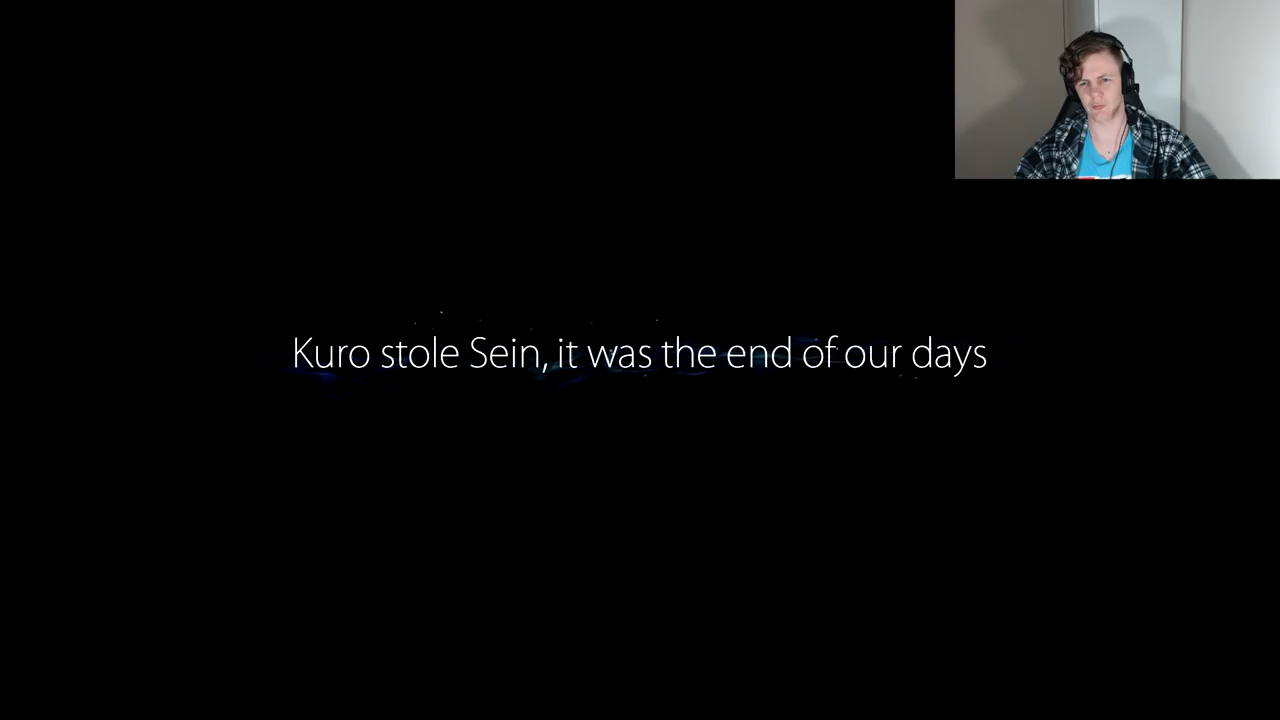 Kuro stole Sein, it was the end of our days